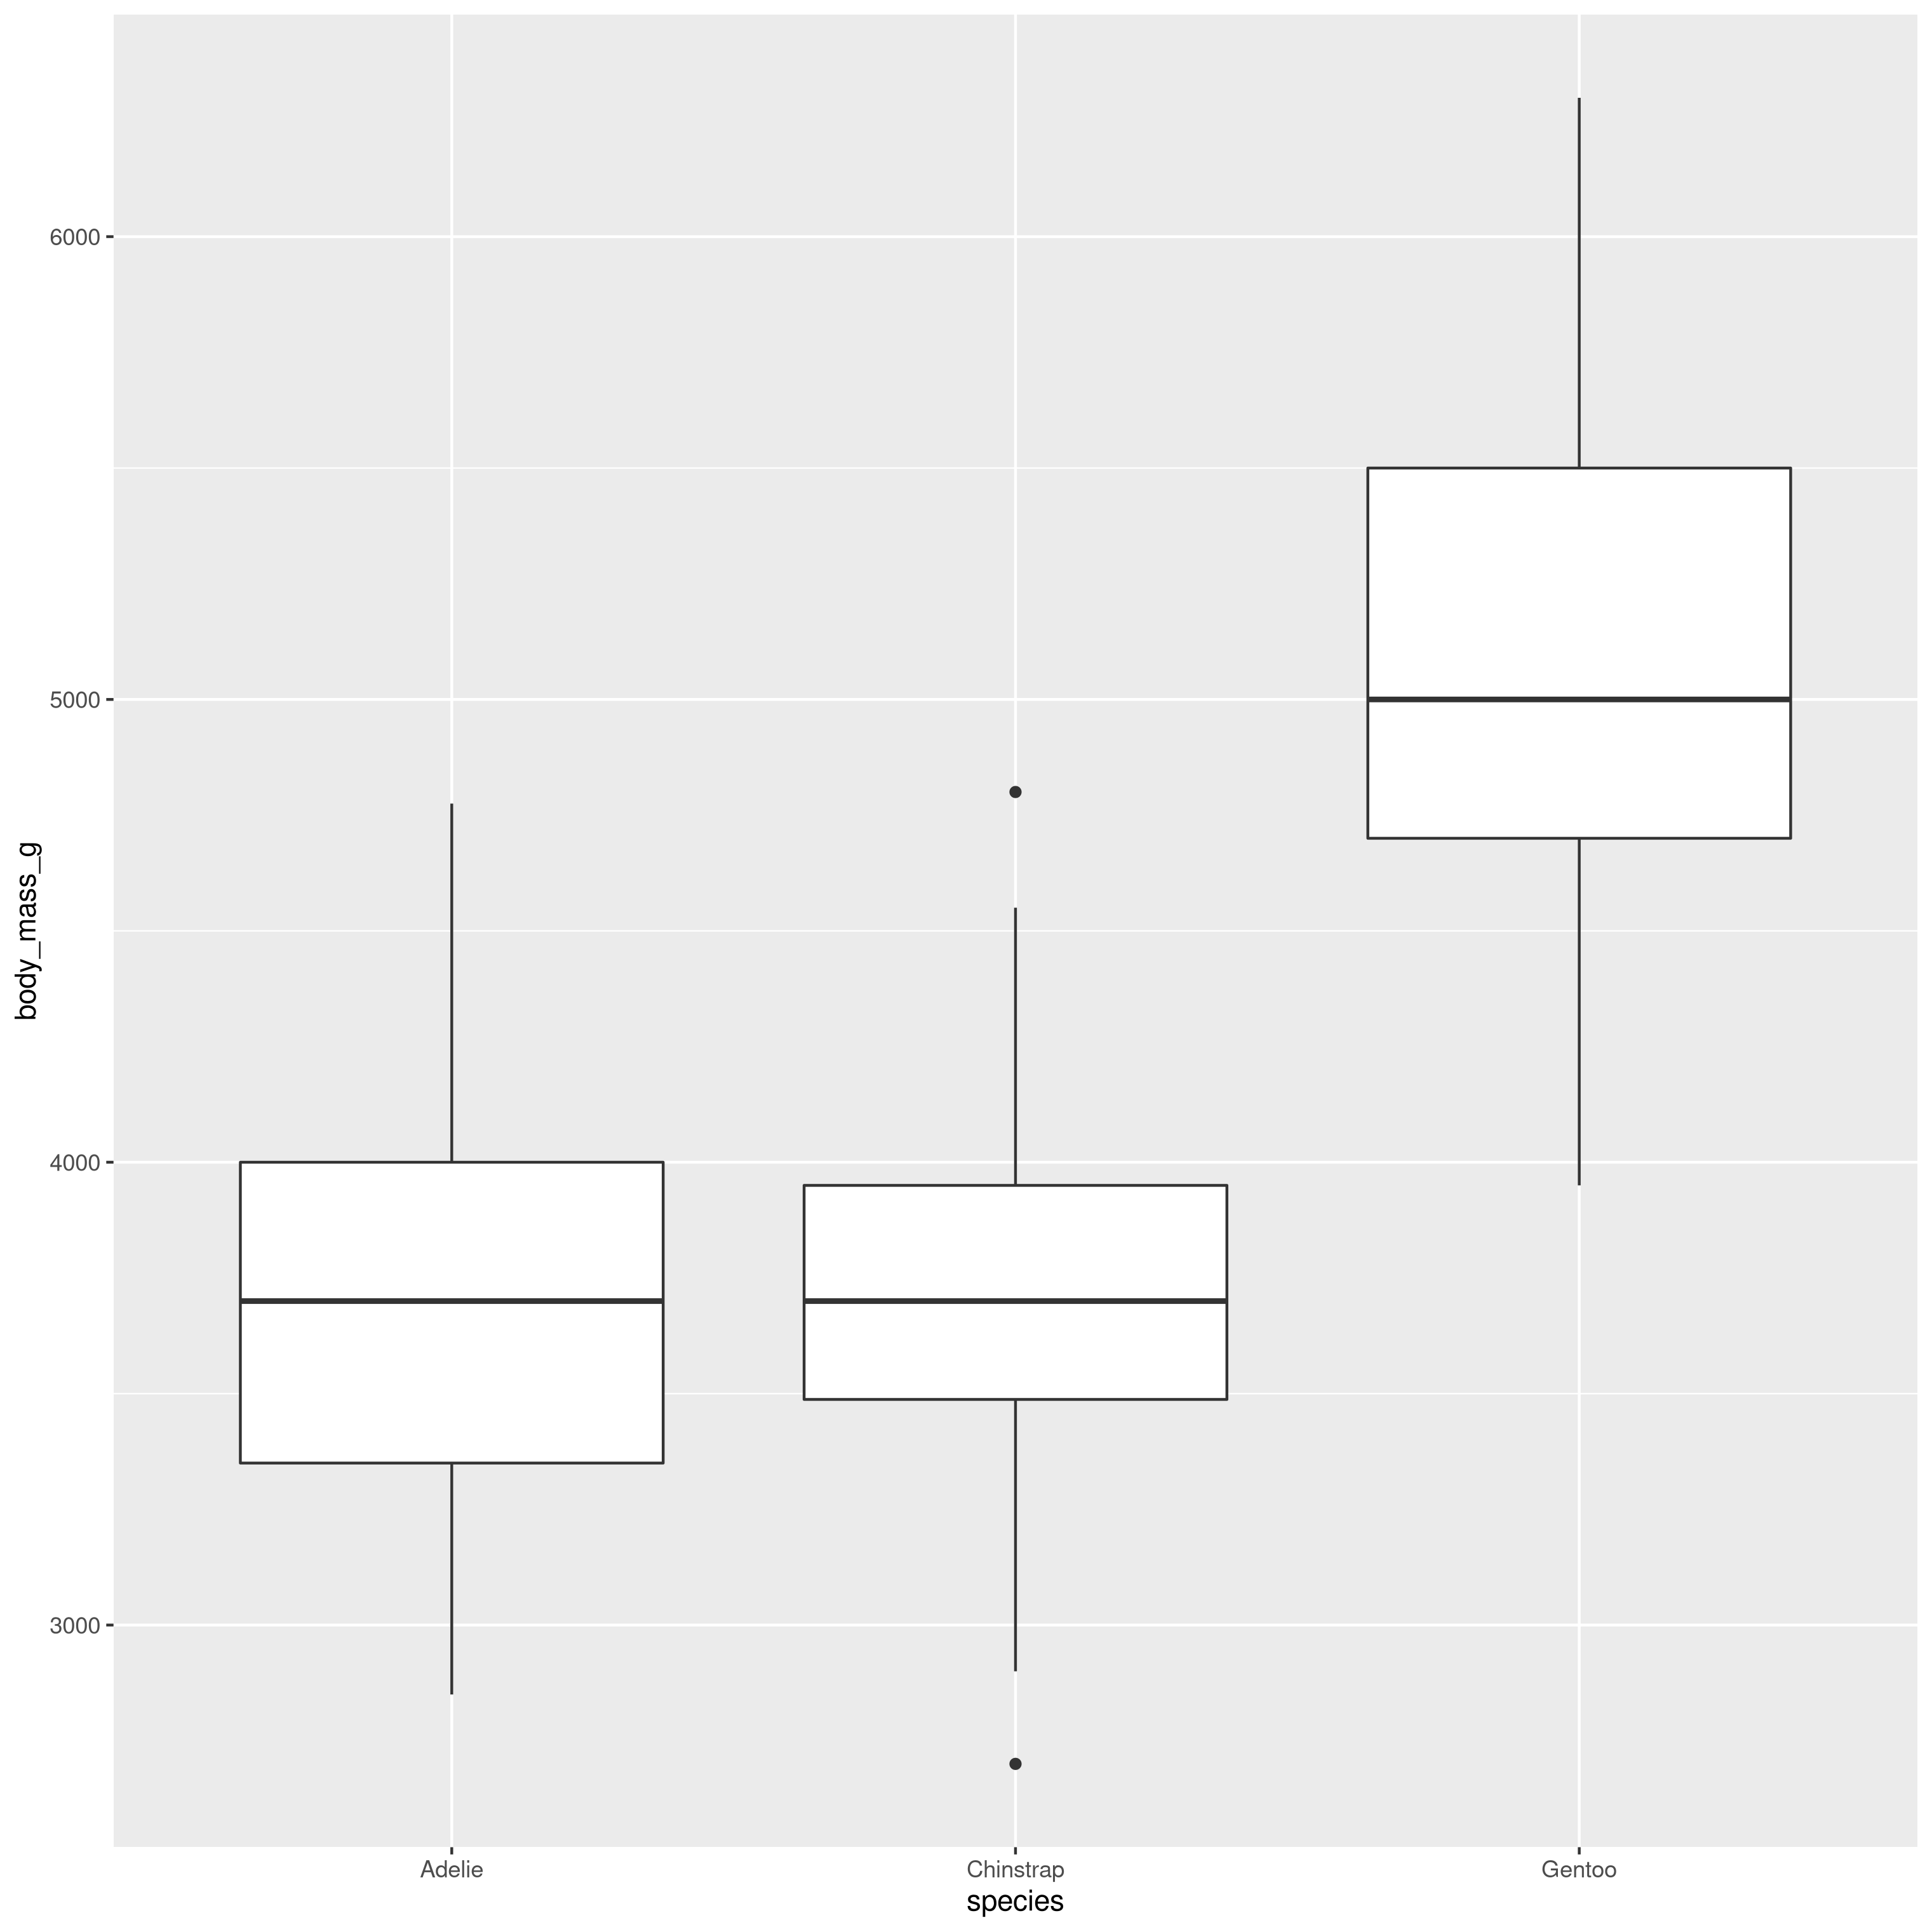 body_mass_g
6000
5000
4000
3000
Adelie Chinstrap Gentoo
species